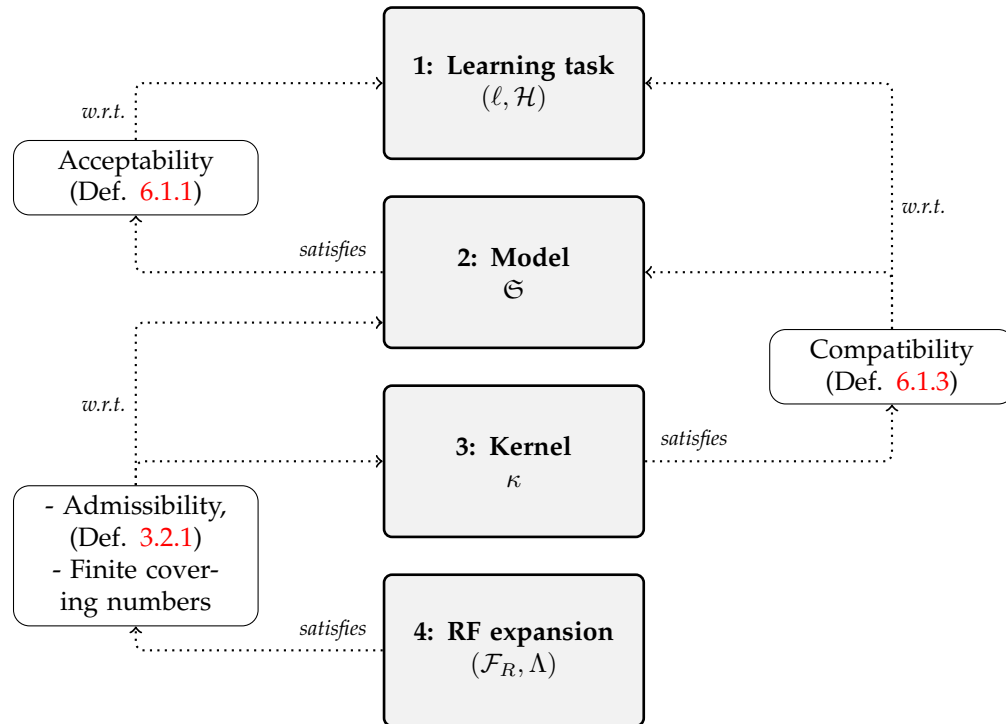 1: Learning task
(ℓ, ℋ)
w.r.t.
Acceptability
(Def. 6.1.1)
w.r.t.
satisfies
2: Model
𝔖
Compatibility
(Def. 6.1.3)
w.r.t.
3: Kernel
κ
satisfies
- Admissibility,
(Def. 3.2.1)
- Finite cover-
ing numbers
satisfies
4: RF expansion
(ℱ_R, Λ)